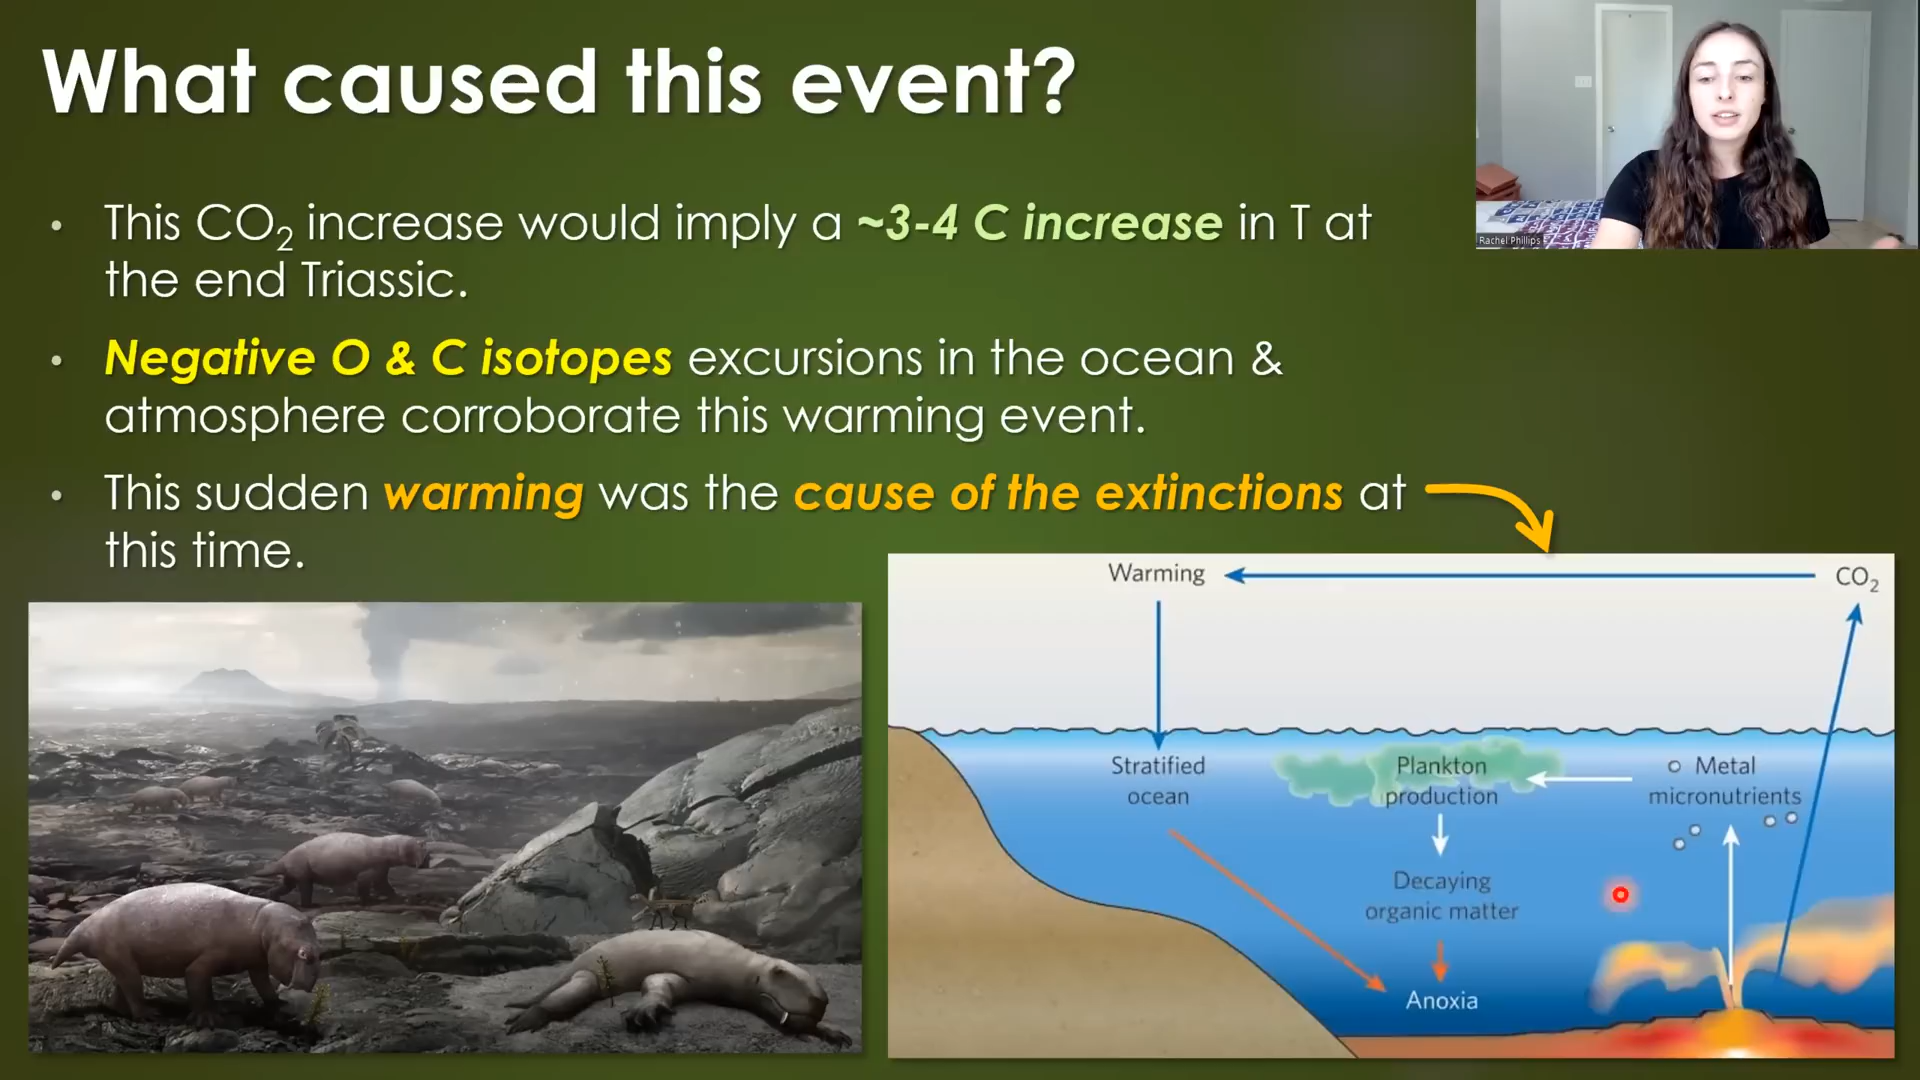 What caused this event?
Rachel Phillips
• This CO₂ increase would imply a ~3-4 C increase in T at
the end Triassic.
• Negative O & C isotopes excursions in the ocean &
atmosphere corroborate this warming event.
• This sudden warming was the cause of the extinctions at
this time.
Warming
CO₂
Stratified
ocean
Plankton
production
Metal
micronutrients
Decaying
organic matter
Anoxia